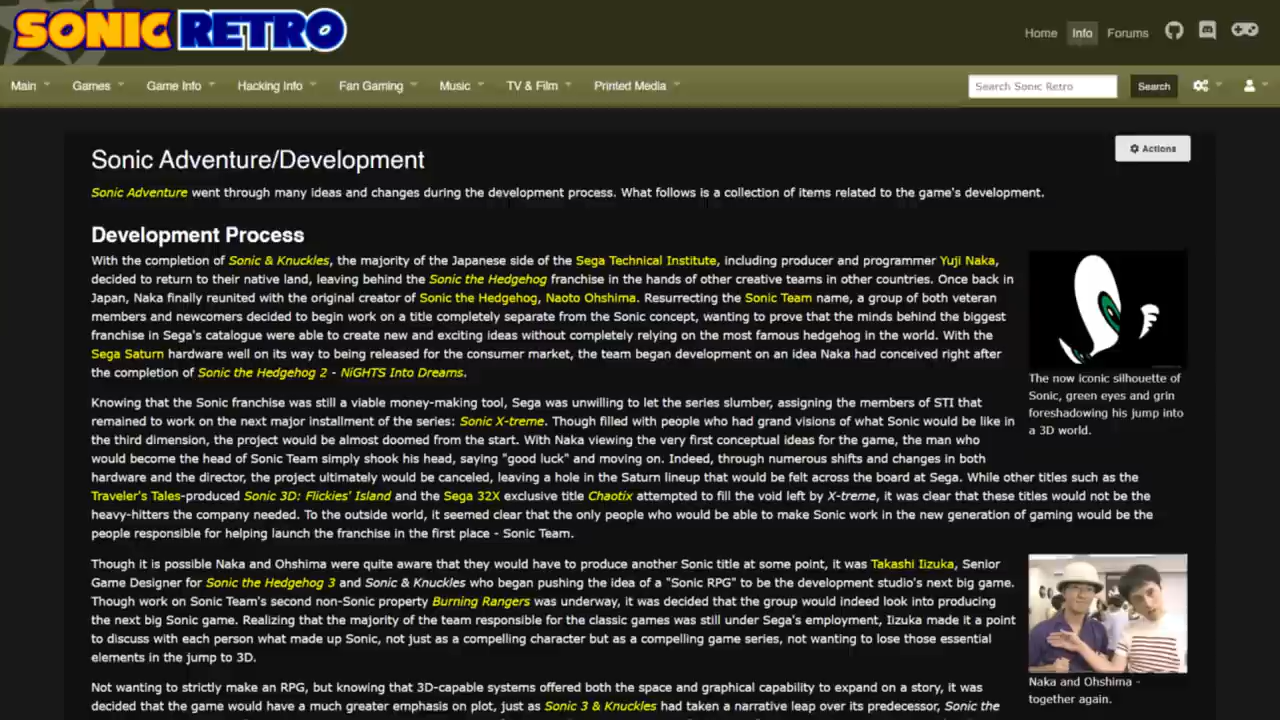 SONIC RETRO
Home Info Forums
Main Games Game Info Hacking Info Fan Gaming Music TV & Film Printed Media Search Sonic Retro Search
Sonic Adventure/Development
Actions
Sonic Adventure went through many ideas and changes during the development process. What follows is a collection of items related to the game's development.
Development Process
With the completion of Sonic & Knuckles, the majority of the Japanese side of the Sega Technical Institute, including producer and programmer Yuji Naka,
decided to return to their native land, leaving behind the Sonic the Hedgehog franchise in the hands of other creative teams in other countries. Once back in
Japan, Naka finally reunited with the original creator of Sonic the Hedgehog, Naoto Ohshima. Resurrecting the Sonic Team name, a group of both veteran
members and newcomers decided to begin work on a title completely separate from the Sonic concept, wanting to prove that the minds behind the biggest
franchise in Sega's catalogue were able to create new and exciting ideas without completely relying on the most famous hedgehog in the world. With the
Sega Saturn hardware well on its way to being released for the consumer market, the team began development on an idea Naka had conceived right after
the completion of Sonic the Hedgehog 2 - NiGHTS Into Dreams.
The now iconic silhouette of
Sonic, green eyes and grin
foreshadowing his jump into
a 3D world.
Knowing that the Sonic franchise was still a viable money-making tool, Sega was unwilling to let the series slumber, assigning the members of STI that
remained to work on the next major installment of the series: Sonic X-treme. Though filled with people who had grand visions of what Sonic would be like in
the third dimension, the project would be almost doomed from the start. With Naka viewing the very first conceptual ideas for the game, the man who
would become the head of Sonic Team simply shook his head, saying "good luck" and moving on. Indeed, through numerous shifts and changes in both
hardware and the director, the project ultimately would be canceled, leaving a hole in the Saturn lineup that would be felt across the board at Sega. While other titles such as the
Traveler's Tales-produced Sonic 3D: Flickies' Island and the Sega 32X exclusive title Chaotix attempted to fill the void left by X-treme, it was clear that these titles would not be the
heavy-hitters the company needed. To the outside world, it seemed clear that the only people who would be able to make Sonic work in the new generation of gaming would be the
people responsible for helping launch the franchise in the first place - Sonic Team.
Though it is possible Naka and Ohshima were quite aware that they would have to produce another Sonic title at some point, it was Takashi Iizuka, Senior
Game Designer for Sonic the Hedgehog 3 and Sonic & Knuckles who began pushing the idea of a "Sonic RPG" to be the development studio's next big game.
Though work on Sonic Team's second non-Sonic property Burning Rangers was underway, it was decided that the group would indeed look into producing
the next big Sonic game. Realizing that the majority of the team responsible for the classic games was still under Sega's employment, Iizuka made it a point
to discuss with each person what made up Sonic, not just as a compelling character but as a compelling game series, not wanting to lose those essential
elements in the jump to 3D.
Naka and Ohshima -
together again.
Not wanting to strictly make an RPG, but knowing that 3D-capable systems offered both the space and graphical capability to expand on a story, it was
decided that the game would have a much greater emphasis on plot, just as Sonic 3 & Knuckles had taken a narrative leap over its predecessor, Sonic the